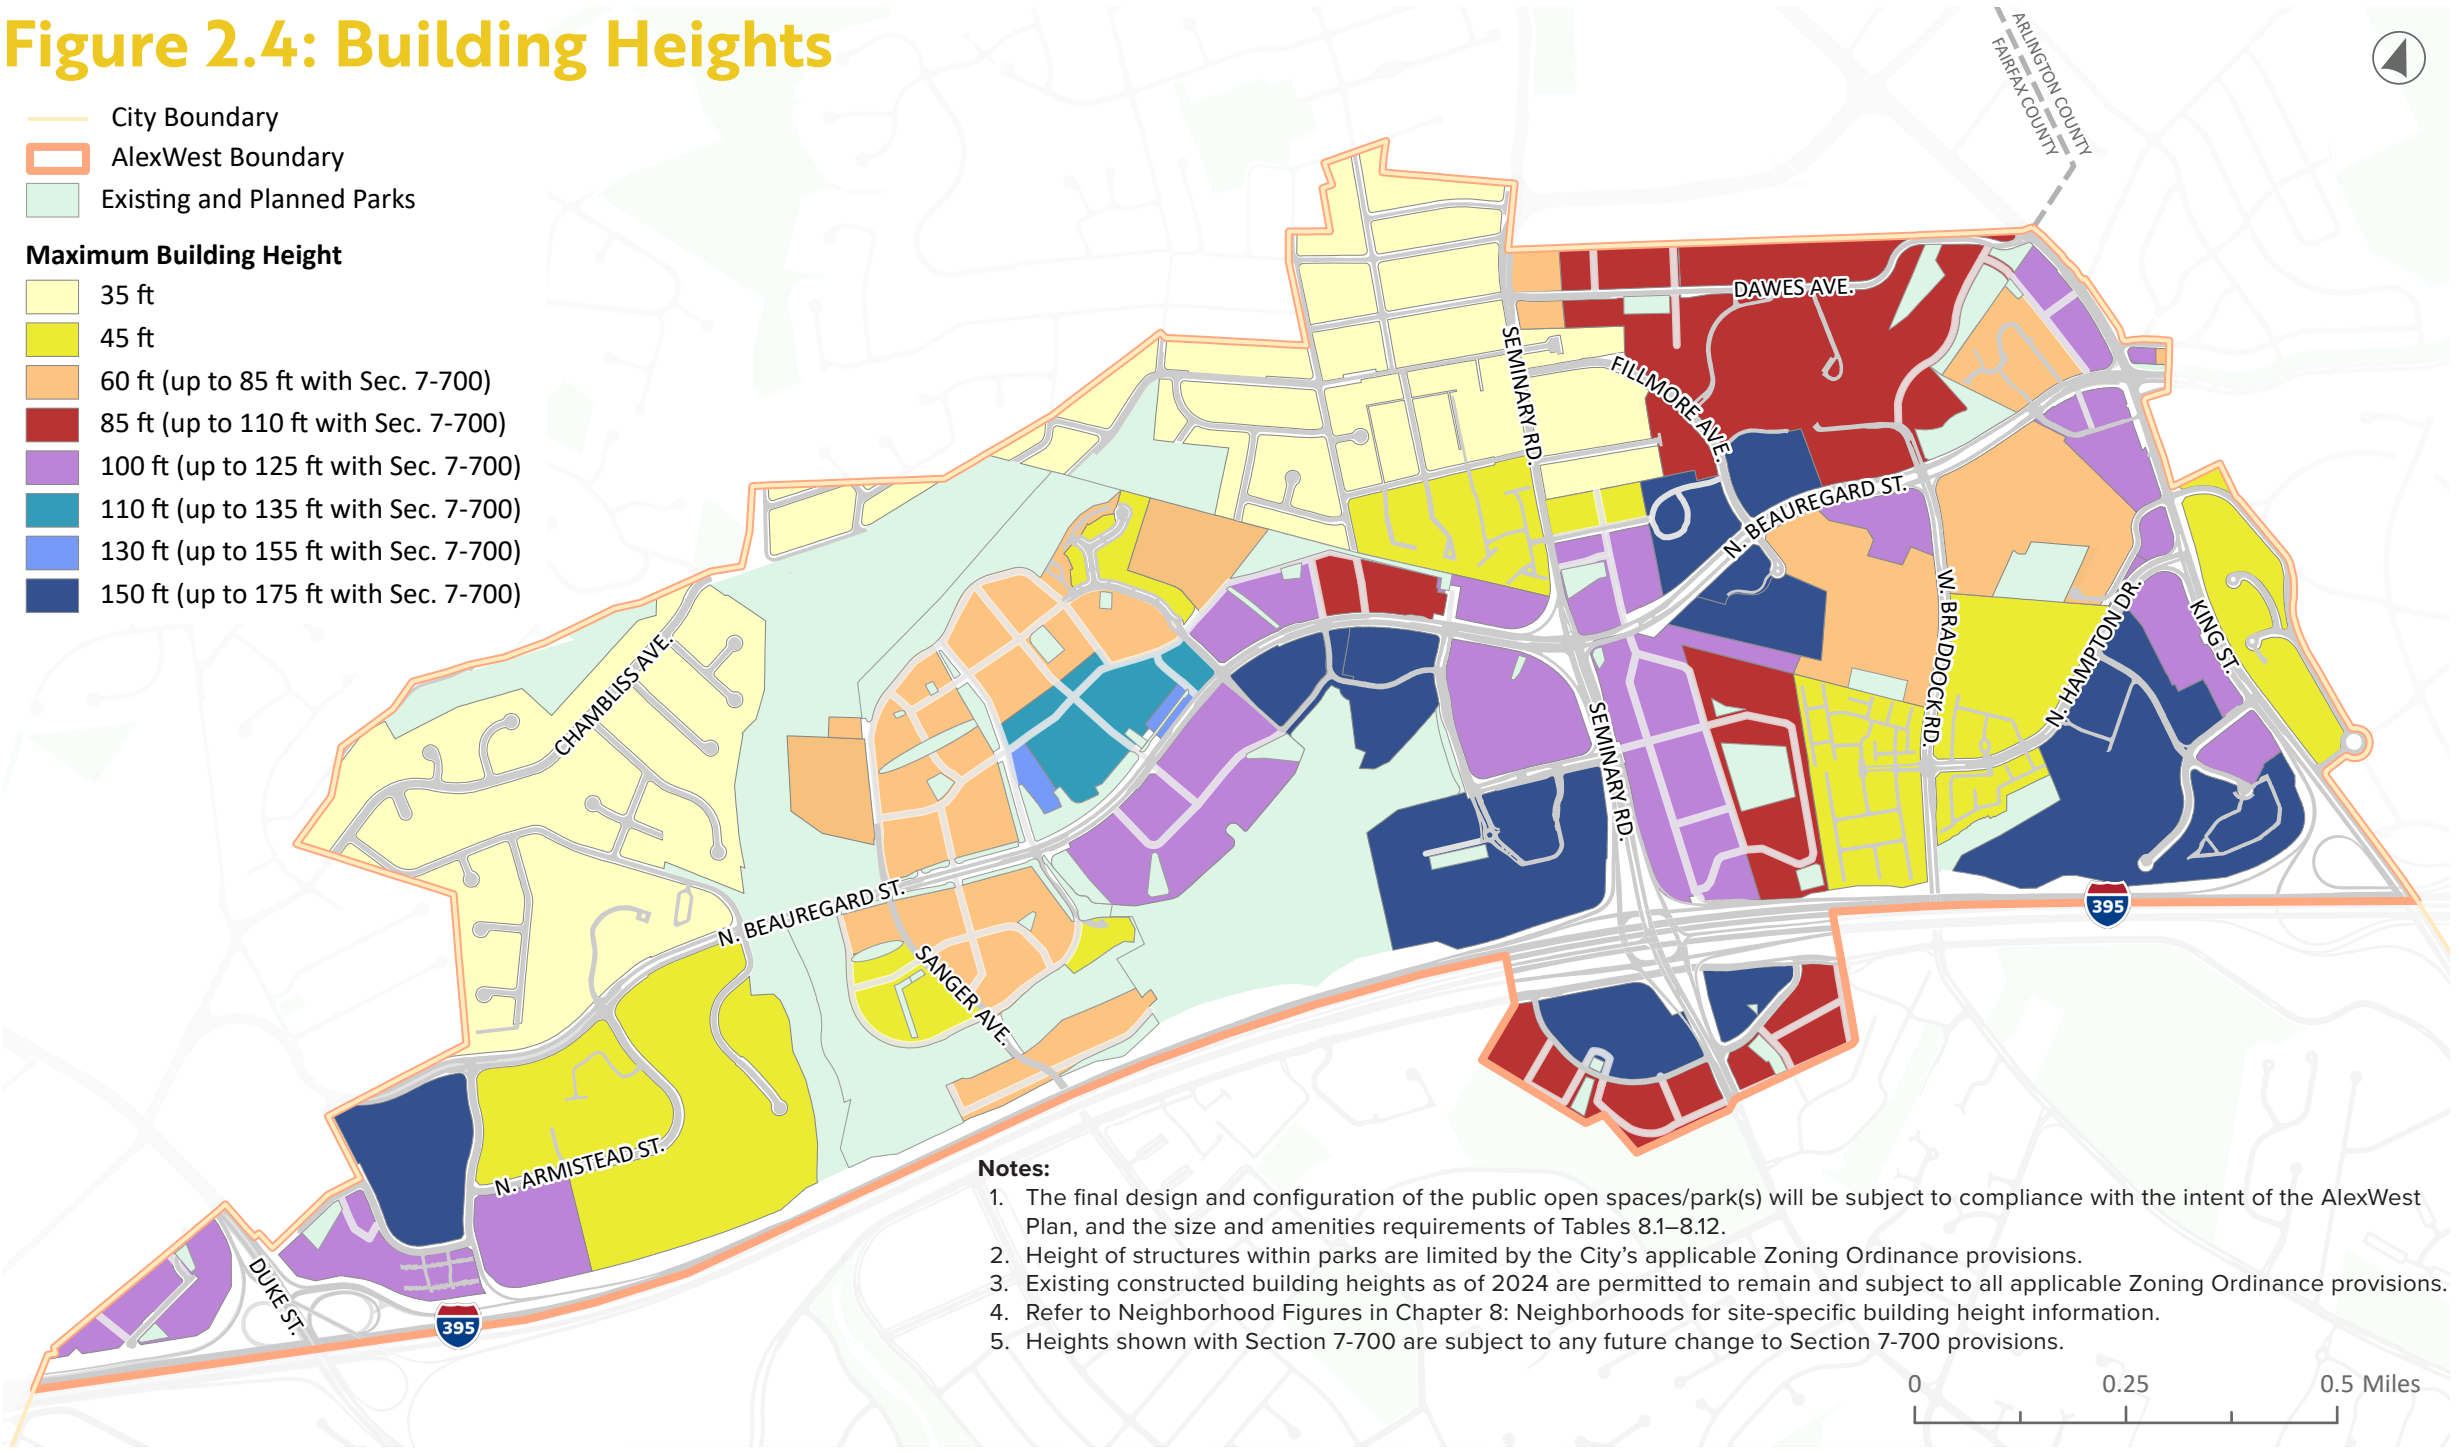 Figure 2.4: Building Heights
City Boundary
AlexWest Boundary
Existing and Planned Parks
Maximum Building Height
35 ft
45 ft
60 ft (up to 85 ft with Sec. 7-700)
85 ft (up to 110 ft with Sec. 7-700)
100 ft (up to 125 ft with Sec. 7-700)
110 ft (up to 135 ft with Sec. 7-700)
130 ft (up to 155 ft with Sec. 7-700)
150 ft (up to 175 ft with Sec. 7-700)
ARLINGTON COUNTY
FAIRFAX COUNTY
DAWES AVE.
SEMINARY RD.
FILLMORE AVE.
N. BEAUREGARD ST.
W. BRADDOCK RD.
N. HAMPTON DR.
KING ST.
CHAMBLISS AVE.
SEMINARY RD.
N. BEAUREGARD ST.
SANGER AVE.
395
N. ARMISTEAD ST.
DUKE ST.
395
Notes:
1. The final design and configuration of the public open spaces/park(s) will be subject to compliance with the intent of the AlexWest
Plan, and the size and amenities requirements of Tables 8.1–8.12.
2. Height of structures within parks are limited by the City’s applicable Zoning Ordinance provisions.
3. Existing constructed building heights as of 2024 are permitted to remain and subject to all applicable Zoning Ordinance provisions.
4. Refer to Neighborhood Figures in Chapter 8: Neighborhoods for site-specific building height information.
5. Heights shown with Section 7-700 are subject to any future change to Section 7-700 provisions.
0 0.25 0.5 Miles